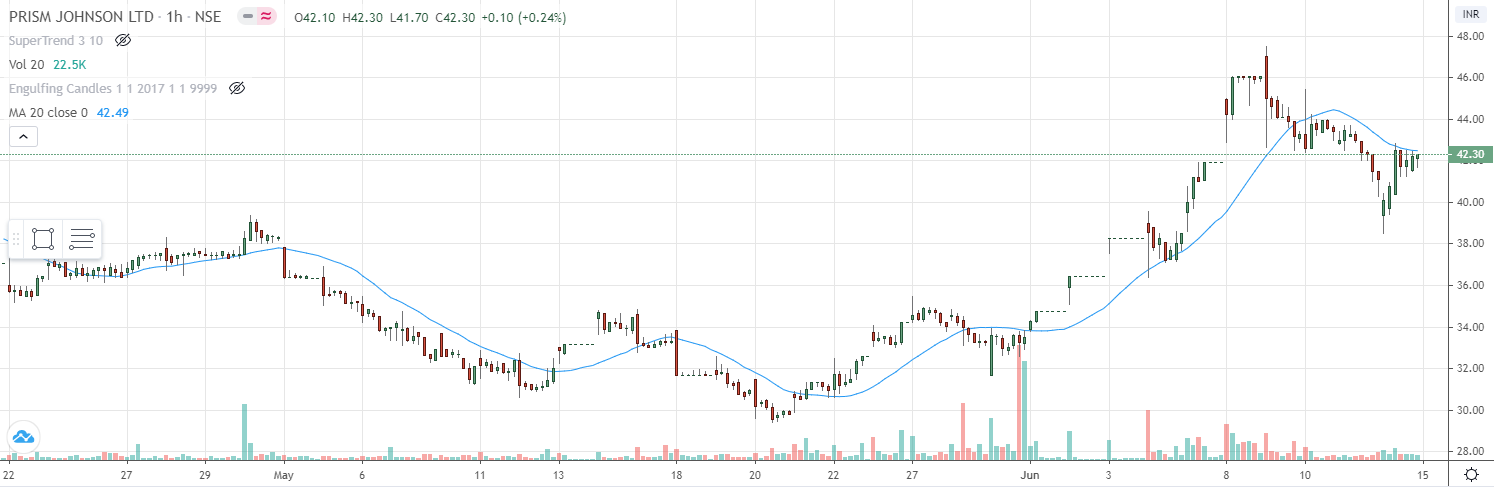 PRISM JOHNSON LTD · 1h · NSE O42.10 H42.30 L41.70 C42.30 +0.10 (+0.24%)
INR
SuperTrend 3 10
Vol 20 22.5K
Engulfing Candles 1 1 2017 1 1 9999
MA 20 close 0 42.49
48.00
46.00
44.00
42.30
40.00
38.00
36.00
34.00
32.00
30.00
28.00
22 27 29 May 6 11 13 18 20 22 27 Jun 3 8 10 15